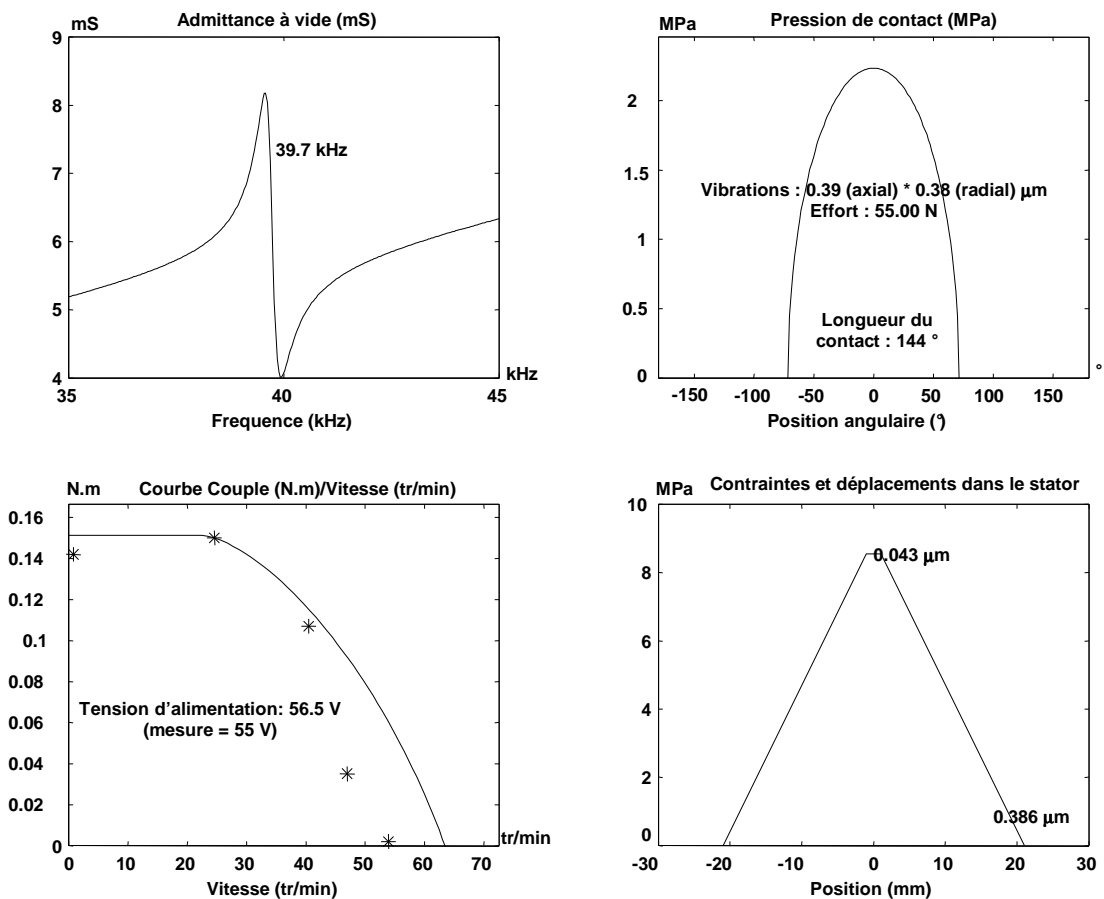 Admittance à vide (mS)
mS
9
8
7
6
5
4
39.7 kHz
kHz
35
40
45
Frequence (kHz)
Pression de contact (MPa)
MPa
2
1.5
1
0.5
0
Vibrations : 0.39 (axial) * 0.38 (radial) µm
Effort : 55.00 N
Longueur du
contact : 144 °
°
-150
-100
-50
0
50
100
150
Position angulaire (°)
Courbe Couple (N.m)/Vitesse (tr/min)
N.m
0.16
0.14
0.12
0.10
0.08
0.06
0.04
0.02
0
Tension d'alimentation: 56.5 V
(mesure = 55 V)
tr/min
0
10
20
30
40
50
60
70
Vitesse (tr/min)
Contraintes et déplacements dans le stator
MPa
10
8
6
4
2
0
0.043 µm
0.386 µm
-30
-20
-10
0
10
20
30
Position (mm)